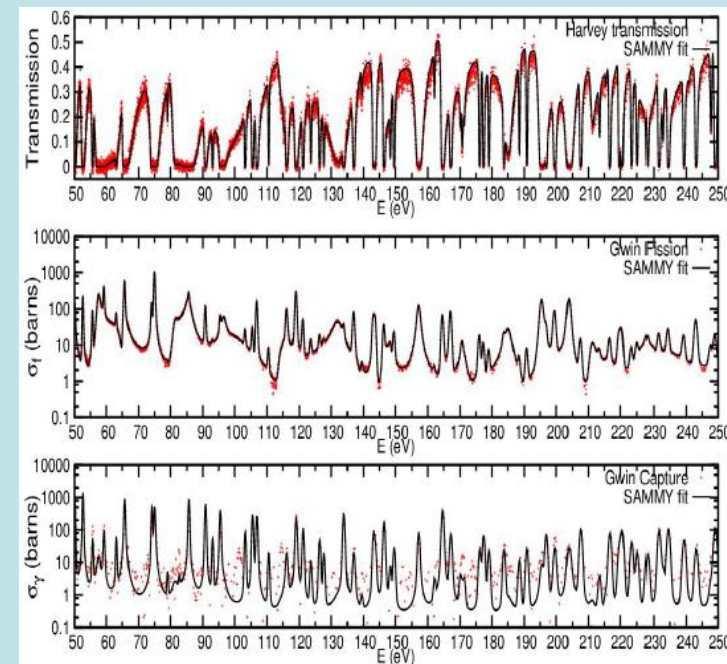 Transmission
0.6
0.5
0.4
0.3
0.2
0.1
0
Harvey transmission
SAMMY fit
50 60 70 80 90 100 110 120 130 140 150 160 170 180 190 200 210 220 230 240 250
E (eV)
σf (barns)
10000
1000
100
10
1
0.1
Gwin Fission
SAMMY fit
50 60 70 80 90 100 110 120 130 140 150 160 170 180 190 200 210 220 230 240 250
E (eV)
σγ (barns)
10000
1000
100
10
1
0.1
Gwin Capture
SAMMY fit
50 60 70 80 90 100 110 120 130 140 150 160 170 180 190 200 210 220 230 240 250
E (eV)